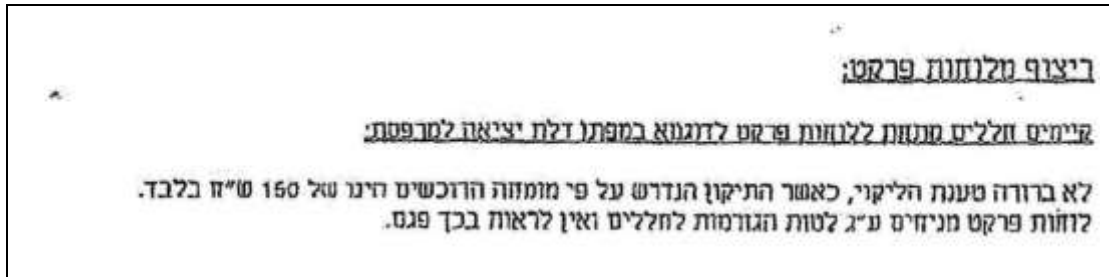 ריצוף מלוחות פרקט:
קיימים חללים מתחת ללוחות פרקט לדוגמא במפתן דלת יציאה למרפסת:
לא ברורה טענת הליקוי, כאשר התיקון הנדרש על פי מומחה הרוכשים הינו של 150 ש״ח בלבד.
לוחות פרקט מניחים ע״ג לטות הגורמות לחללים ואין לראות בכך פגם.